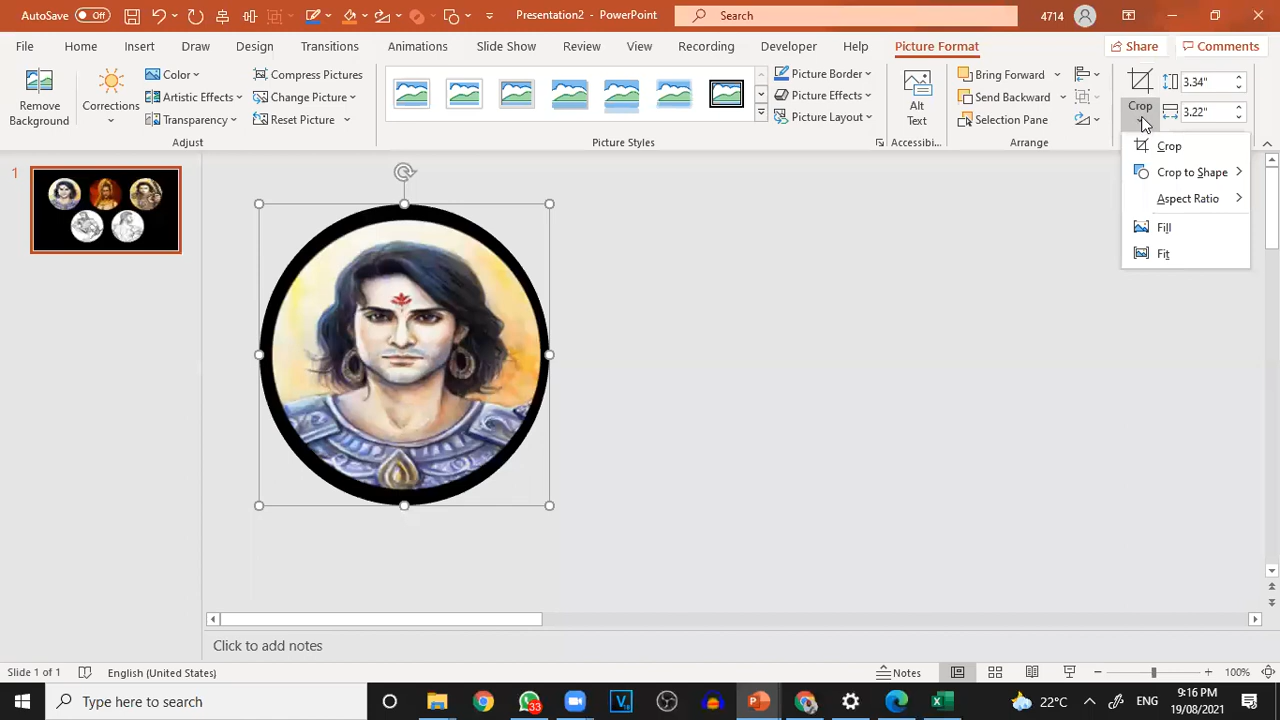 AutoSave Off Presentation2 - PowerPoint Search 4714
File Home Insert Draw Design Transitions Animations Slide Show Review View Recording Developer Help Picture Format Share Comments
Remove Background
Corrections
Color
Artistic Effects
Transparency
Compress Pictures
Change Picture
Reset Picture
Adjust
Picture Border
Picture Effects
Picture Layout
Picture Styles
Alt Text
Accessibi...
Bring Forward
Send Backward
Selection Pane
Arrange
Crop
3.34"
3.22"
Crop
Crop to Shape
Aspect Ratio
Fill
Fit
1
Click to add notes
Slide 1 of 1 English (United States) Notes 100%
Type here to search 33 22°C ENG 9:16 PM
19/08/2021